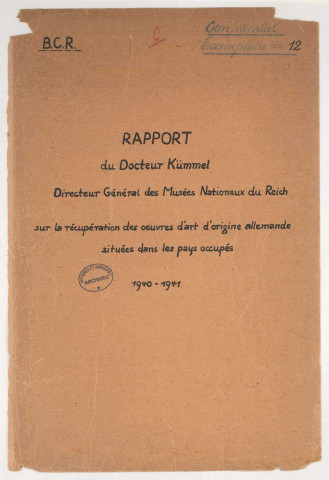 B.C.R.
Confidentiel
Exemplaire n° 12
RAPPORT
du Docteur Kümmel
Directeur Général des Musées Nationaux du Reich
sur la récupération des oeuvres d'art d'origine allemande
situées dans les pays occupés
ARCHIVES
1940-1941